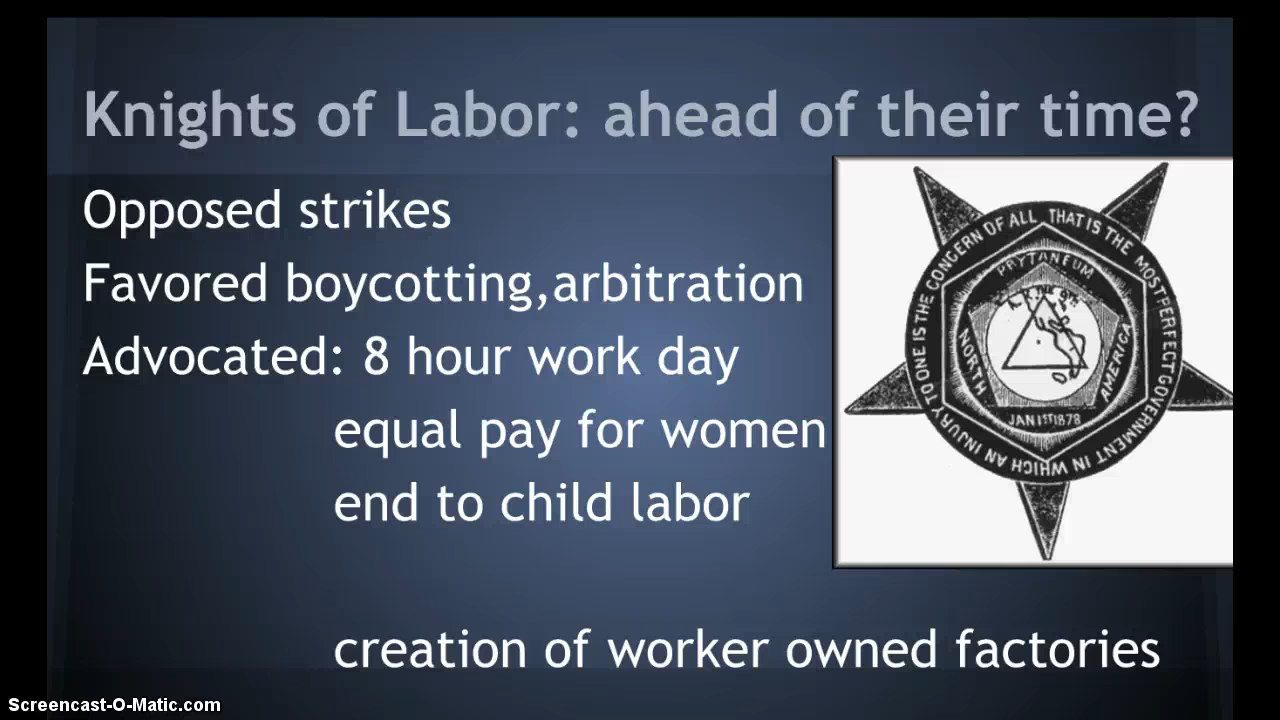 Knights of Labor: ahead of their time?
Opposed strikes
Favored boycotting,arbitration
Advocated: 8 hour work day
equal pay for women
end to child labor
creation of worker owned factories
THAT IS THE MOST PERFECT GOVERNMENT IN WHICH AN INJURY TO ONE IS THE CONCERN OF ALL
PRYTANEUM
NORTH AMERICA
JAN 1ST 1878
Screencast-O-Matic.com